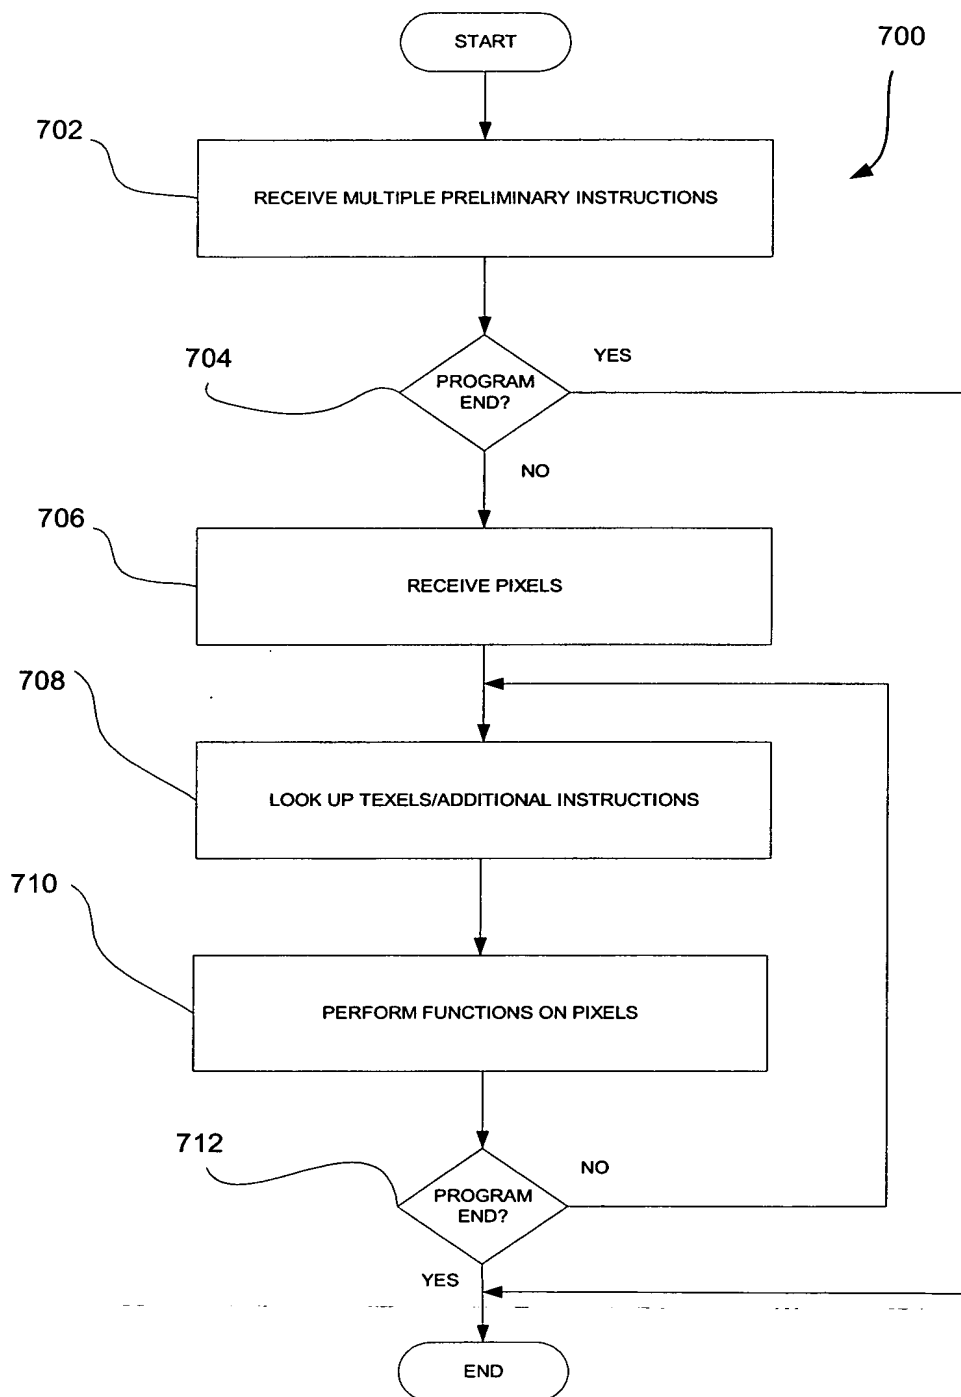 START
700
702
RECEIVE MULTIPLE PRELIMINARY INSTRUCTIONS
704
YES
PROGRAM
END?
NO
706
RECEIVE PIXELS
708
LOOK UP TEXELS/ADDITIONAL INSTRUCTIONS
710
PERFORM FUNCTIONS ON PIXELS
712
NO
PROGRAM
END?
YES
END